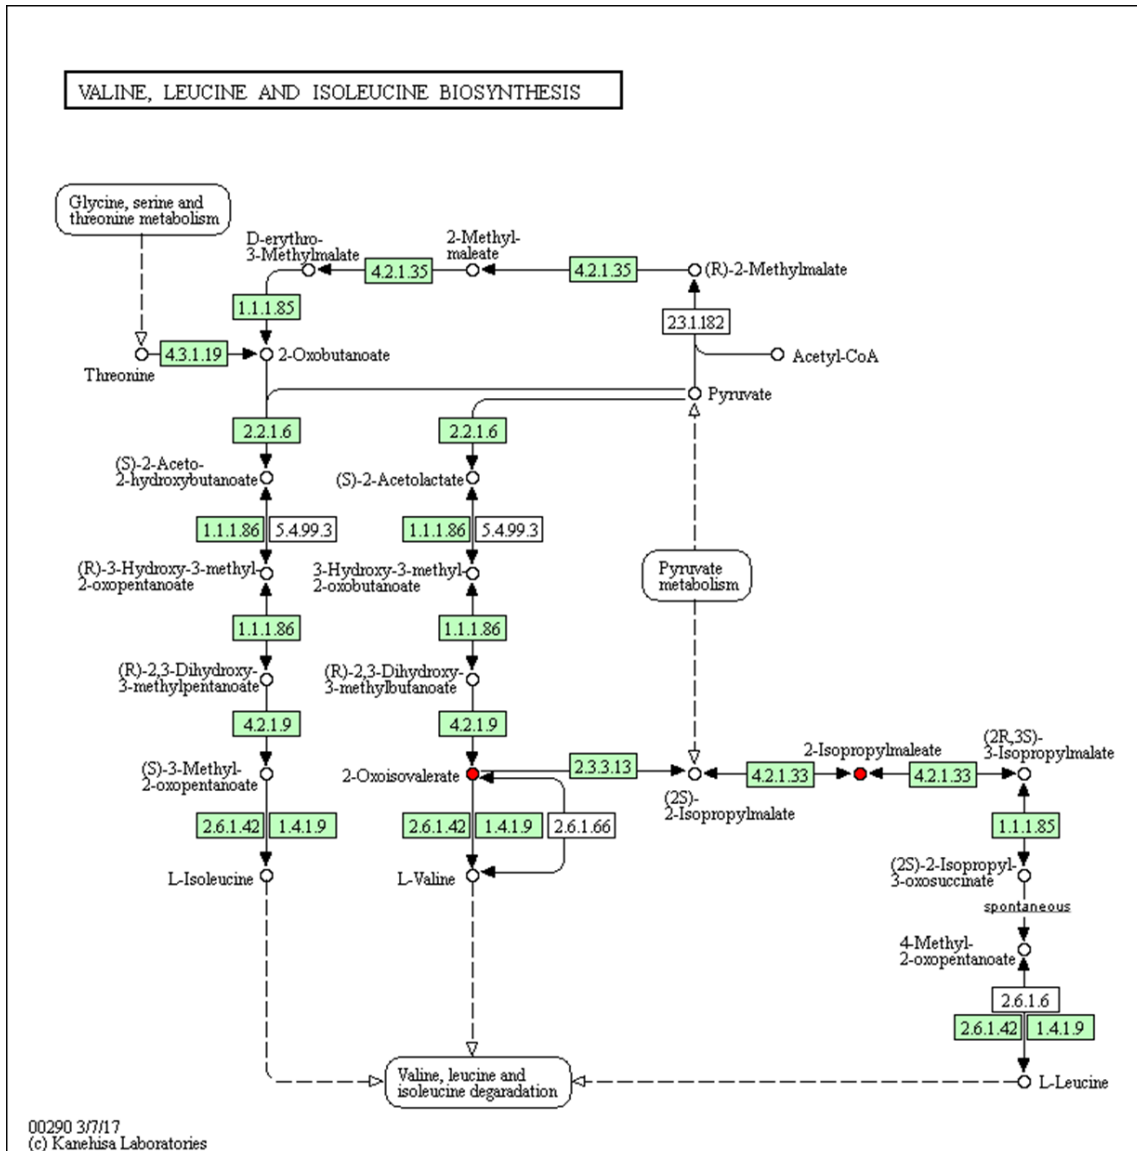 VALINE, LEUCINE AND ISOLEUCINE BIOSYNTHESIS
Glycine, serine and
threonine metabolism
D-erythro-
3-Methylmalate
2-Methyl-
maleate
4.2.1.35
4.2.1.35
(R)-2-Methylmalate
1.1.1.85
2.3.1.182
4.3.1.19
2-Oxobutanoate
Acetyl-CoA
Threonine
Pyruvate
2.2.1.6
2.2.1.6
(S)-2-Aceto-
2-hydroxybutanoate
(S)-2-Acetolactate
1.1.1.86
5.4.99.3
1.1.1.86
5.4.99.3
(R)-3-Hydroxy-3-methyl-
2-oxopentanoate
3-Hydroxy-3-methyl-
2-oxobutanoate
Pyruvate
metabolism
1.1.1.86
1.1.1.86
(R)-2,3-Dihydroxy-
3-methylpentanoate
(R)-2,3-Dihydroxy-
3-methylbutanoate
4.2.1.9
4.2.1.9
(S)-3-Methyl-
2-oxopentanoate
2-Oxoisovalerate
2.3.3.13
(2S)-
2-Isopropylmalate
4.2.1.33
2-Isopropylmaleate
4.2.1.33
(2R,3S)-
3-Isopropylmalate
2.6.1.42
1.4.1.9
2.6.1.42
1.4.1.9
2.6.1.66
1.1.1.85
L-Isoleucine
L-Valine
(2S)-2-Isopropyl-
3-oxosuccinate
spontaneous
4-Methyl-
2-oxopentanoate
2.6.1.6
2.6.1.42
1.4.1.9
Valine, leucine and
isoleucine degradation
L-Leucine
00290 3/7/17
(c) Kanehisa Laboratories